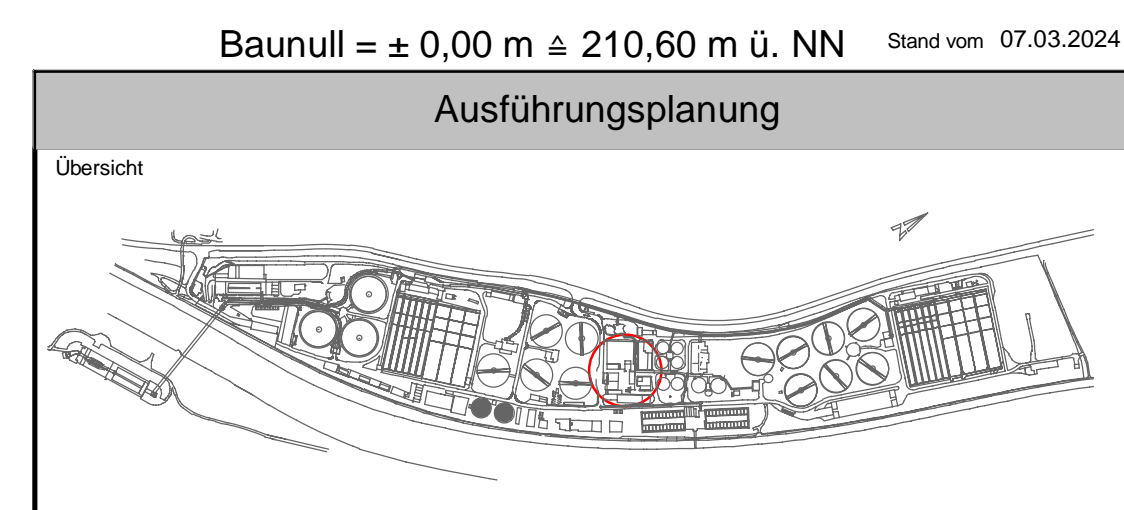 Baunull = ± 0,00 m ≙ 210,60 m ü. NN Stand vom 07.03.2024
Ausführungsplanung
Übersicht